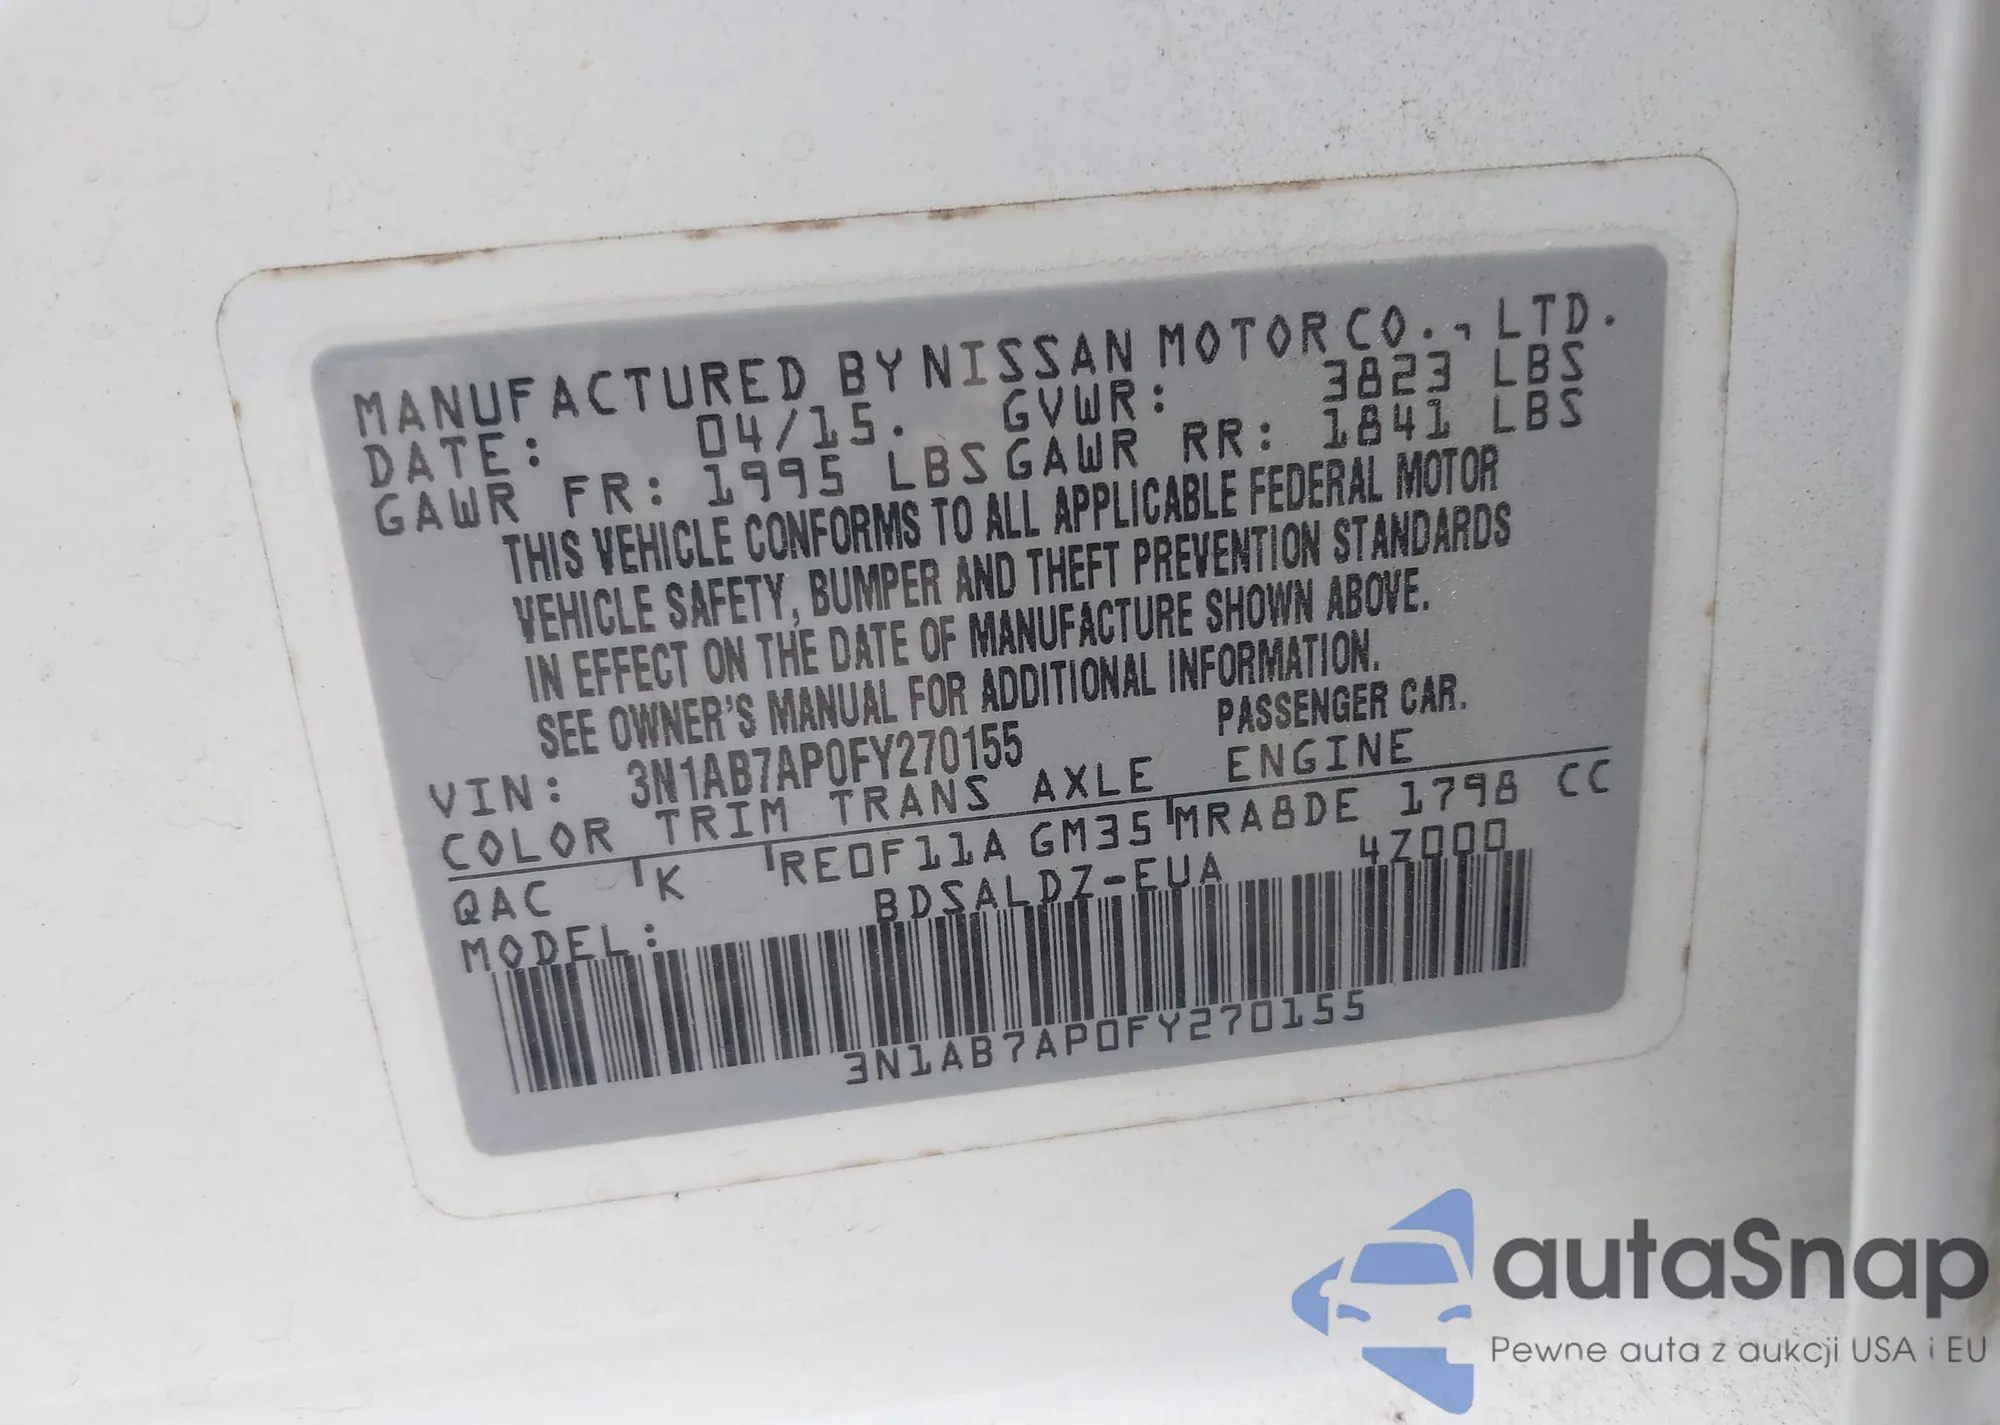 MANUFACTURED BY NISSAN MOTOR CO., LTD.
DATE: 04/15. GVWR: 3823 LBS
GAWR FR: 1995 LBS GAWR RR: 1841 LBS
THIS VEHICLE CONFORMS TO ALL APPLICABLE FEDERAL MOTOR
VEHICLE SAFETY, BUMPER AND THEFT PREVENTION STANDARDS
IN EFFECT ON THE DATE OF MANUFACTURE SHOWN ABOVE.
SEE OWNER'S MANUAL FOR ADDITIONAL INFORMATION.
VIN: 3N1AB7AP0FY270155 PASSENGER CAR.
COLOR TRIM TRANS AXLE ENGINE
QAC K RE0F11A GM35 MRA8DE 1798 CC
MODEL: BDSALDZ-EUA 4Z000
3N1AB7AP0FY270155
autaSnap
Pewne auta z aukcji USA i EU